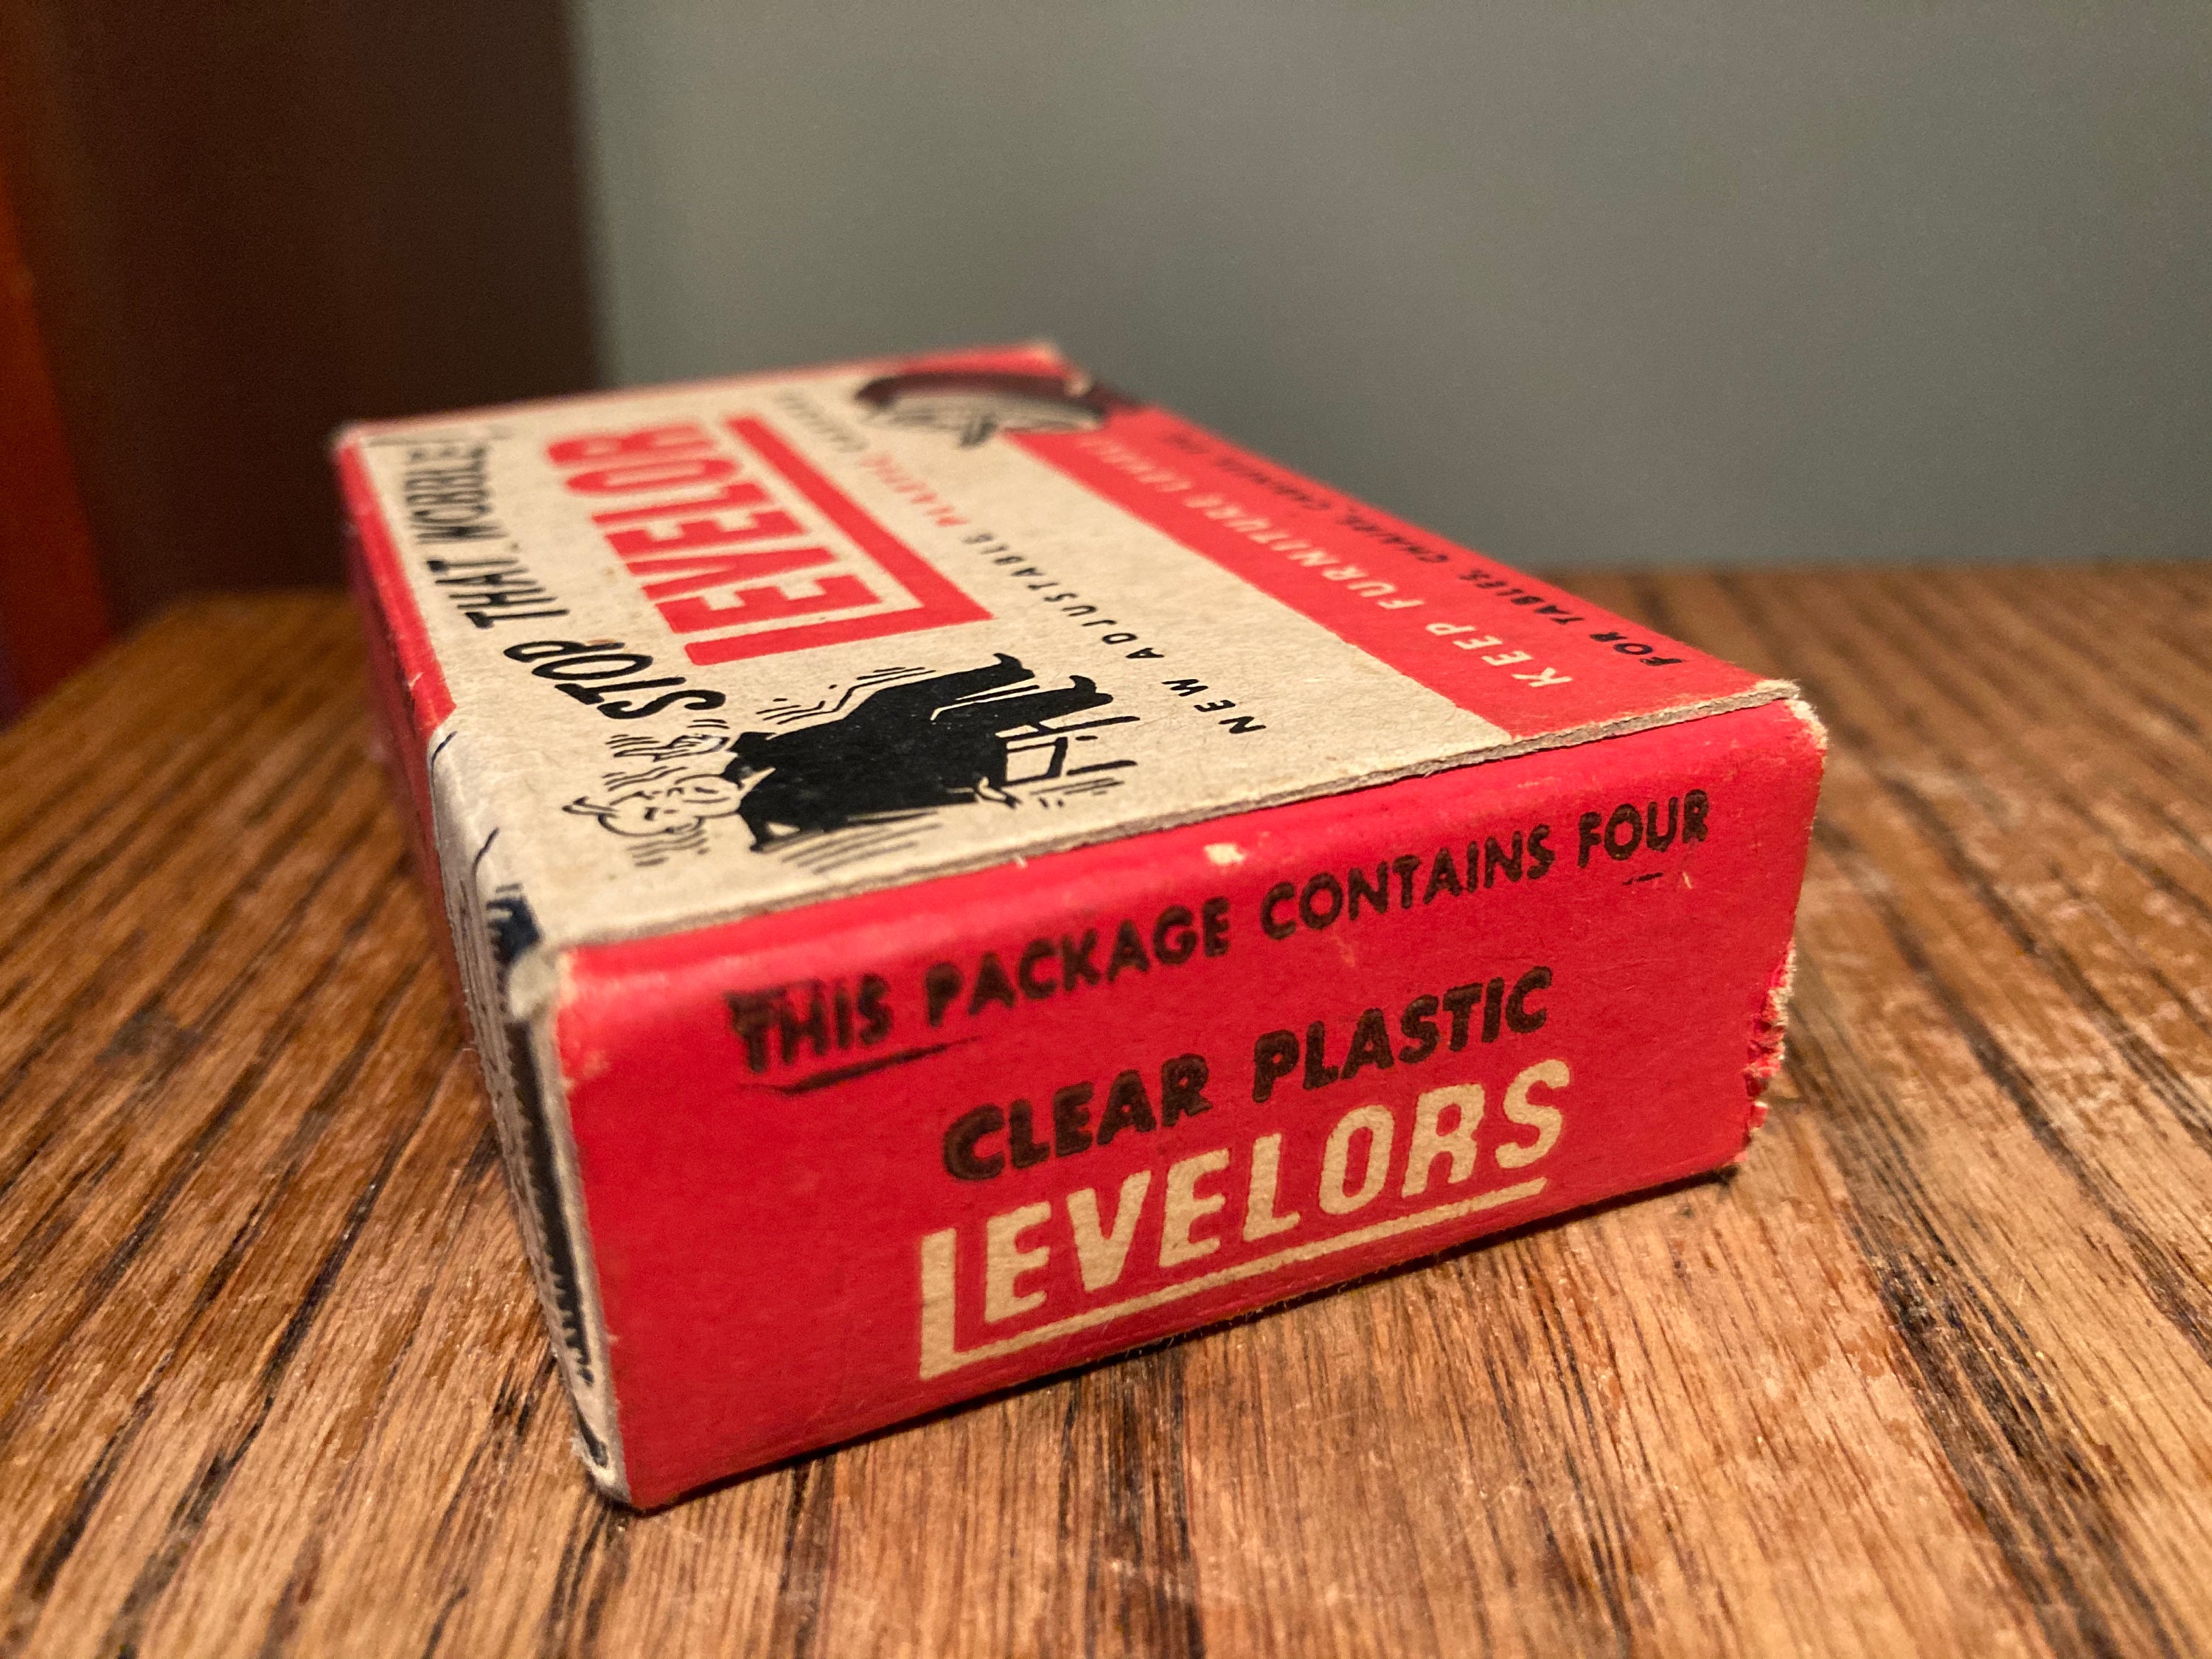 STOP THAT WOBBLE
LEVELOR
NEW ADJUSTABLE PLASTIC
KEEP FURNITURE LEVEL!
FOR TABLES, CHAIRS, CABINETS, ETC.
THIS PACKAGE CONTAINS FOUR
CLEAR PLASTIC
LEVELORS